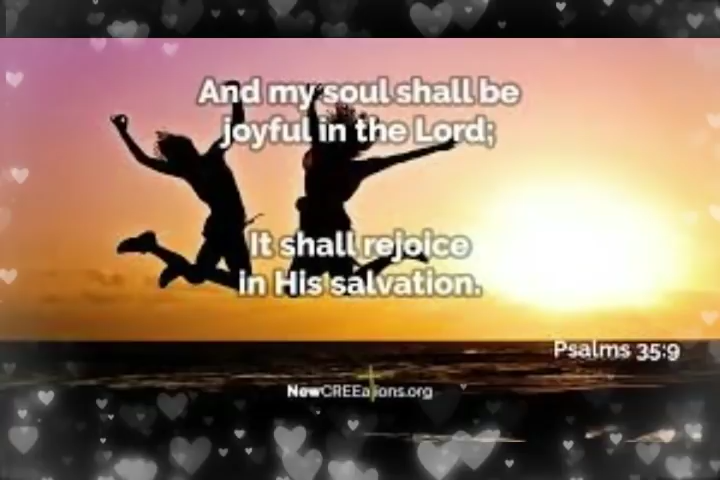 And my soul shall be
joyful in the Lord;
It shall rejoice
in His salvation.
Psalms 35:9
NewCREEations.org